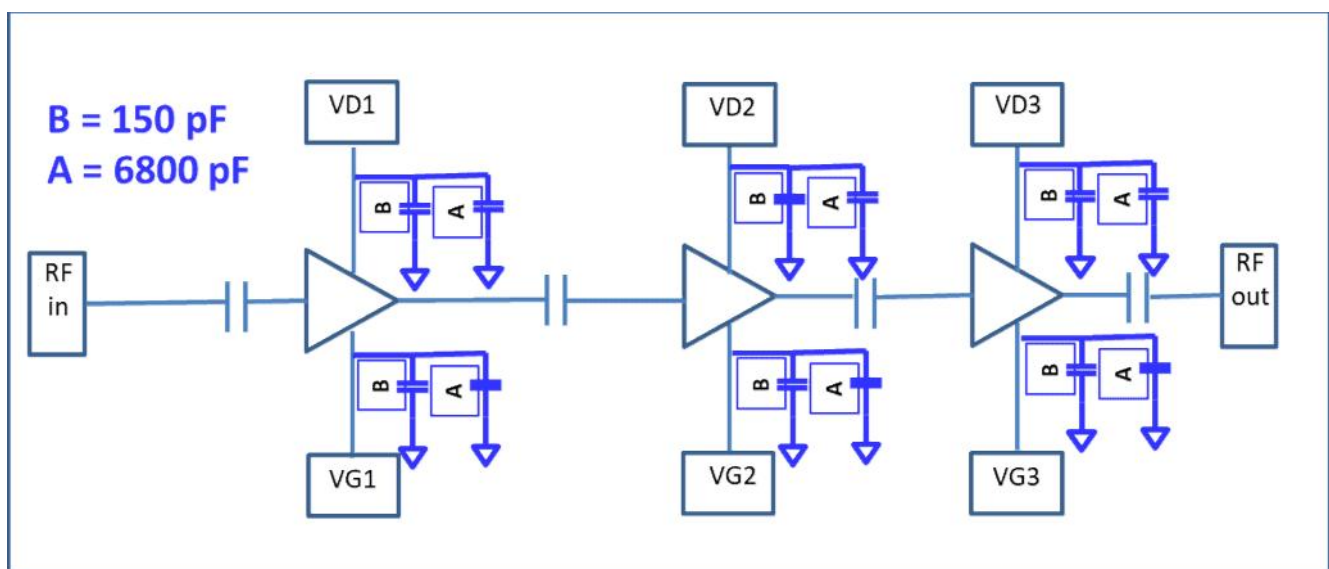 B = 150 pF
A = 6800 pF
VD1
VD2
VD3
B
A
B
A
B
A
RF
in
RF
out
B
A
B
A
B
A
VG1
VG2
VG3